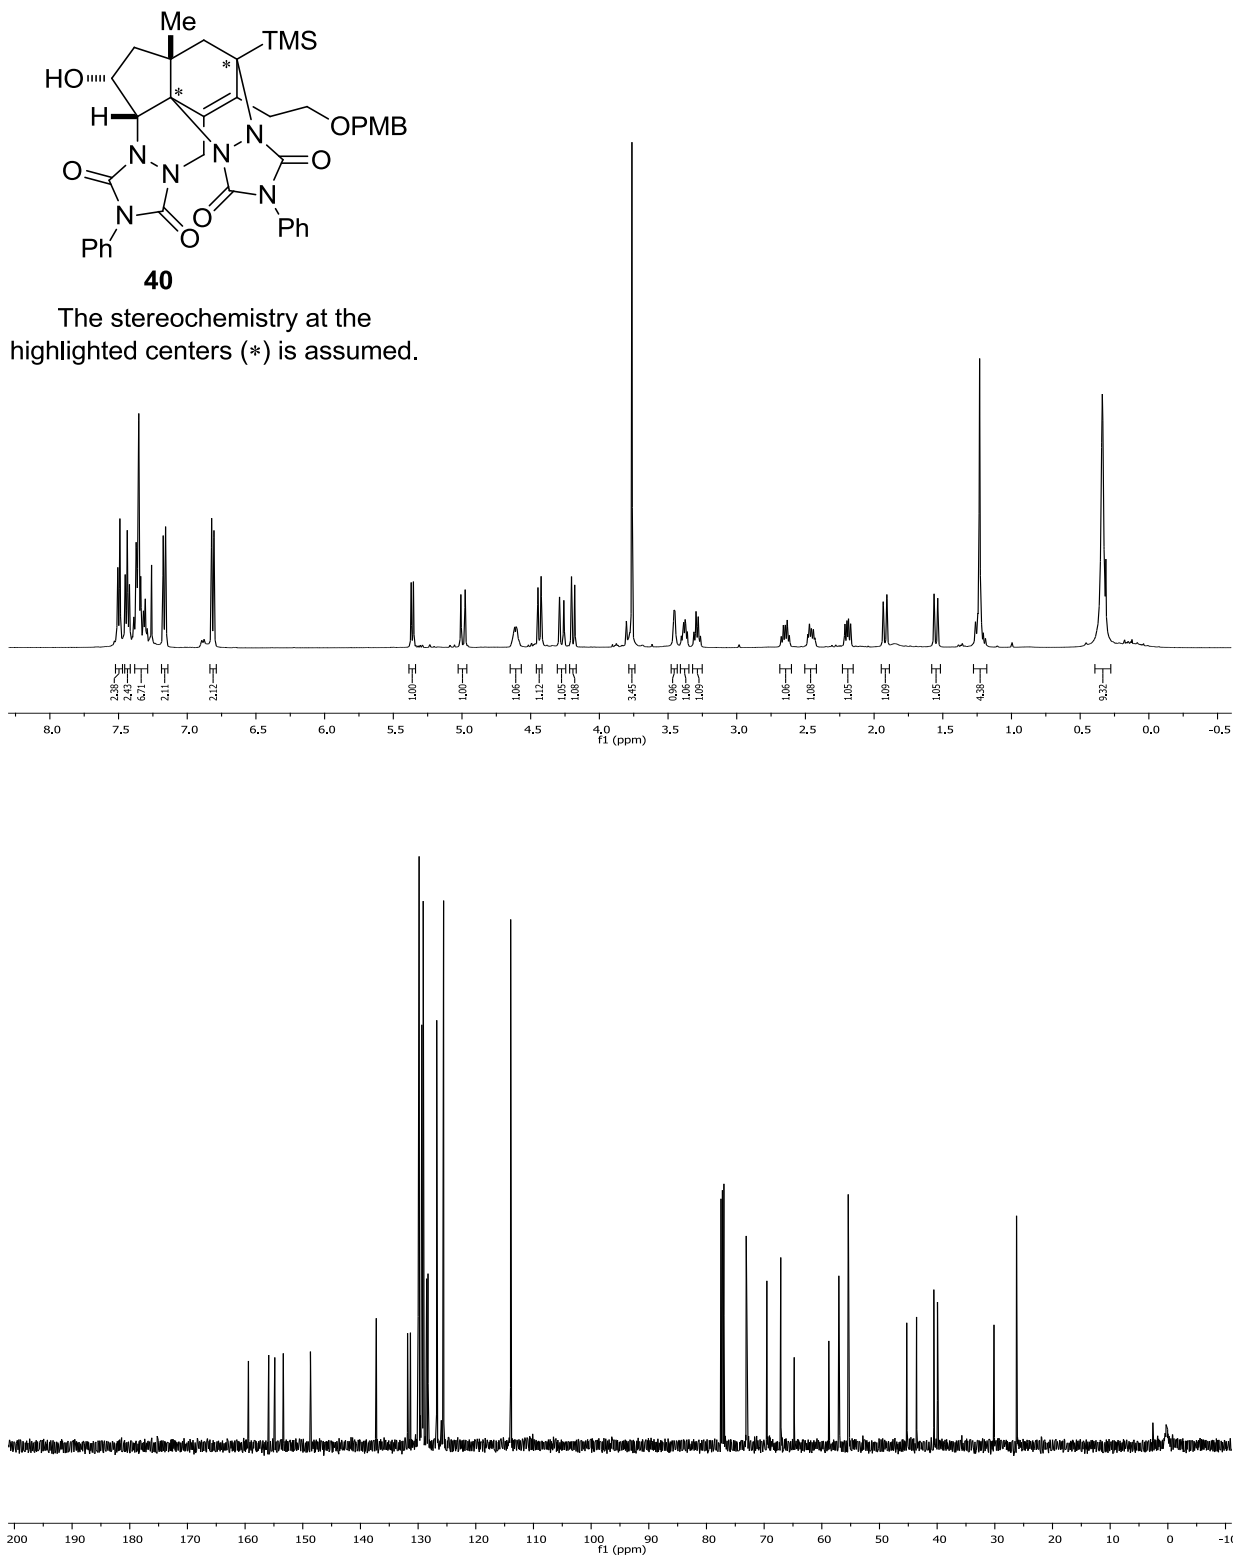 Me
TMS
*
HO
*
H
OPMB
N
N
N
N
O
O
N
N
O
O
Ph
Ph
40
The stereochemistry at the
highlighted centers (*) is assumed.
2.38 2.43 6.71 2.11 2.12 1.00 1.00 1.06 1.12 1.05 1.08 3.45 0.96 1.06 1.09 1.06 1.08 1.05 1.09 1.05 4.38 9.32
8.0 7.5 7.0 6.5 6.0 5.5 5.0 4.5 4.0 3.5 3.0 2.5 2.0 1.5 1.0 0.5 0.0 -0.5
f1 (ppm)
200 190 180 170 160 150 140 130 120 110 100 90 80 70 60 50 40 30 20 10 0
f1 (ppm)